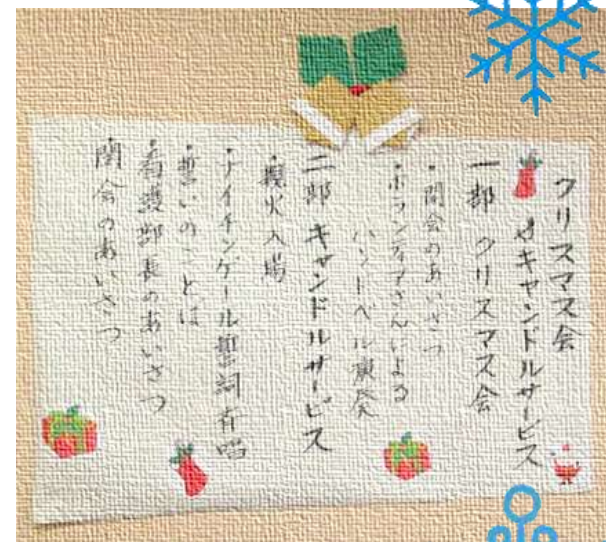 クリスマス会
&キャンドルサービス
一部 クリスマス会
・開会のあいさつ
・ボランティアさんによる
ハンドベル演奏
二部 キャンドルサービス
・親火入場
・ナイチンゲール誓詞斉唱
・誓いのことば
・看護部長のあいさつ
閉会のあいさつ